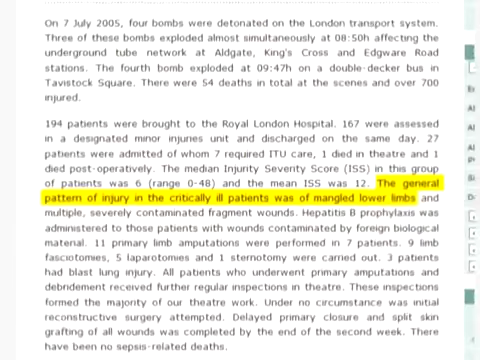 On 7 July 2005, four bombs were detonated on the London transport system.
Three of these bombs exploded almost simultaneously at 08:50h affecting the
underground tube network at Aldgate, King's Cross and Edgware Road
stations. The fourth bomb exploded at 09:47h on a double-decker bus in
Tavistock Square. There were 54 deaths in total at the scenes and over 700
injured.
194 patients were brought to the Royal London Hospital. 167 were assessed
in a designated minor injuries unit and discharged on the same day. 27
patients were admitted of whom 7 required ITU care, 1 died in theatre and 1
died post-operatively. The median Injurity Severity Score (ISS) in this group
of patients was 6 (range 0-48) and the mean ISS was 12. The general
pattern of injury in the critically ill patients was of mangled lower limbs and
multiple, severely contaminated fragment wounds. Hepatitis B prophylaxis was
administered to those patients with wounds contaminated by foreign biological
material. 11 primary limb amputations were performed in 7 patients. 9 limb
fasciotomies, 5 laparotomies and 1 sternotomy were carried out. 3 patients
had blast lung injury. All patients who underwent primary amputations and
debridement received further regular inspections in theatre. These inspections
formed the majority of our theatre work. Under no circumstance was initial
reconstructive surgery attempted. Delayed primary closure and split skin
grafting of all wounds was completed by the end of the second week. There
have been no sepsis-related deaths.